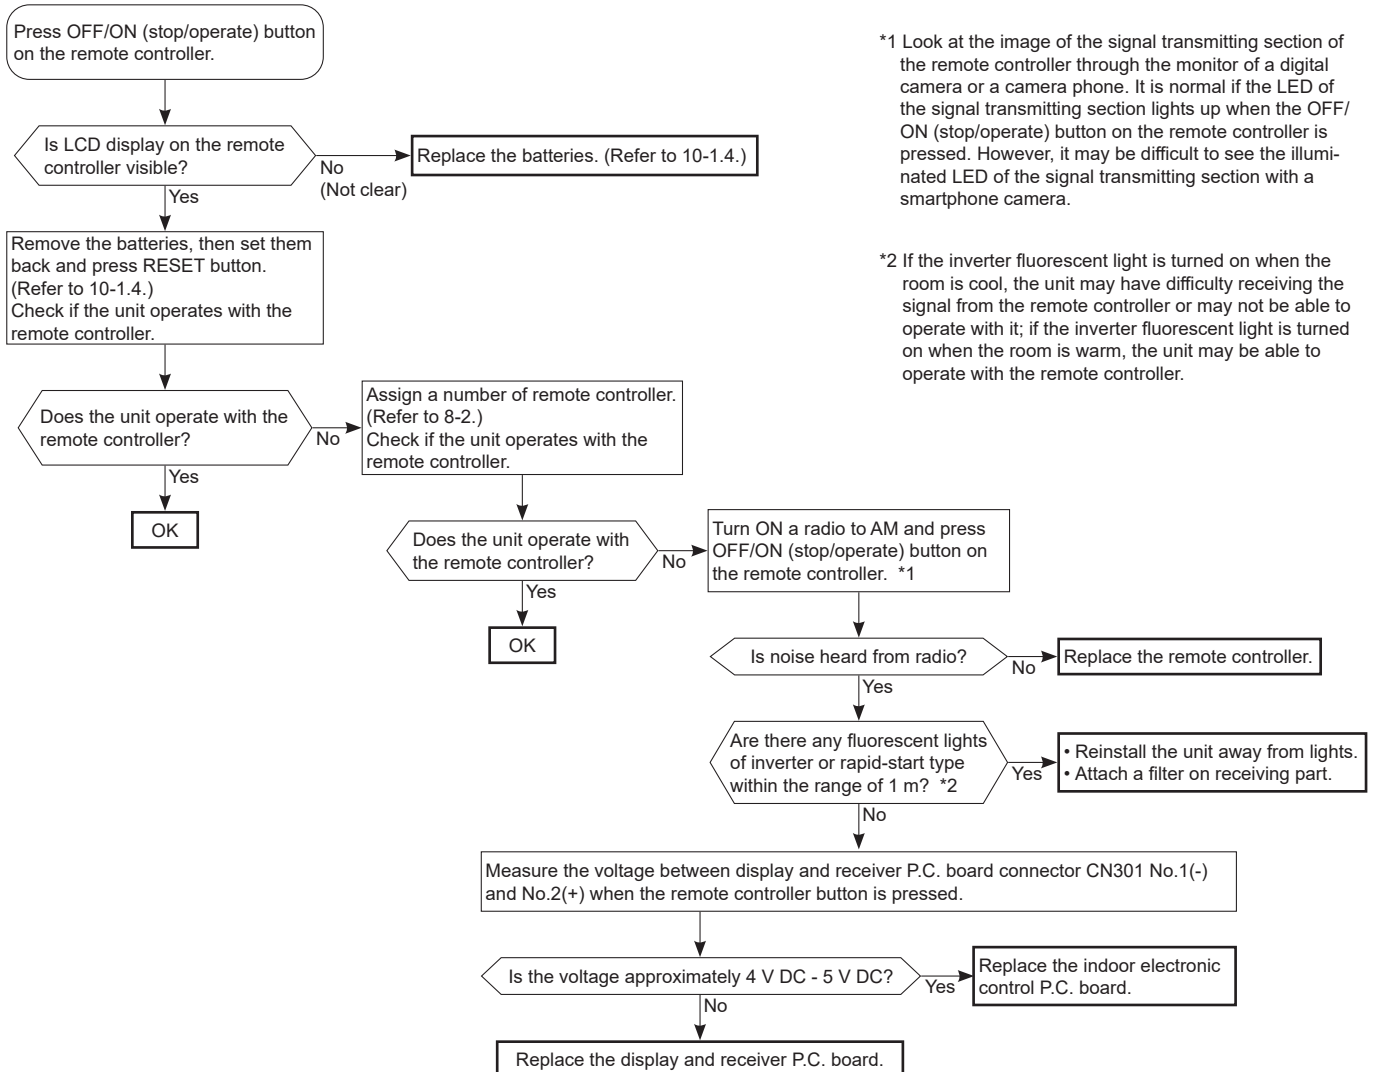 Press OFF/ON (stop/operate) button
on the remote controller.
Is LCD display on the remote
controller visible?
No
(Not clear)
Replace the batteries. (Refer to 10-1.4.)
Yes
Remove the batteries, then set them
back and press RESET button.
(Refer to 10-1.4.)
Check if the unit operates with the
remote controller.
Does the unit operate with the
remote controller?
No
Yes
OK
Assign a number of remote controller.
(Refer to 8-2.)
Check if the unit operates with the
remote controller.
Does the unit operate with
the remote controller?
No
Yes
OK
Turn ON a radio to AM and press
OFF/ON (stop/operate) button on
the remote controller. *1
Is noise heard from radio?
No
Replace the remote controller.
Yes
Are there any fluorescent lights
of inverter or rapid-start type
within the range of 1 m? *2
Yes
• Reinstall the unit away from lights.
• Attach a filter on receiving part.
No
Measure the voltage between display and receiver P.C. board connector CN301 No.1(-)
and No.2(+) when the remote controller button is pressed.
Is the voltage approximately 4 V DC - 5 V DC?
Yes
Replace the indoor electronic
control P.C. board.
No
Replace the display and receiver P.C. board.
*1 Look at the image of the signal transmitting section of
the remote controller through the monitor of a digital
camera or a camera phone. It is normal if the LED of
the signal transmitting section lights up when the OFF/
ON (stop/operate) button on the remote controller is
pressed. However, it may be difficult to see the illumi-
nated LED of the signal transmitting section with a
smartphone camera.
*2 If the inverter fluorescent light is turned on when the
room is cool, the unit may have difficulty receiving the
signal from the remote controller or may not be able to
operate with it; if the inverter fluorescent light is turned
on when the room is warm, the unit may be able to
operate with the remote controller.